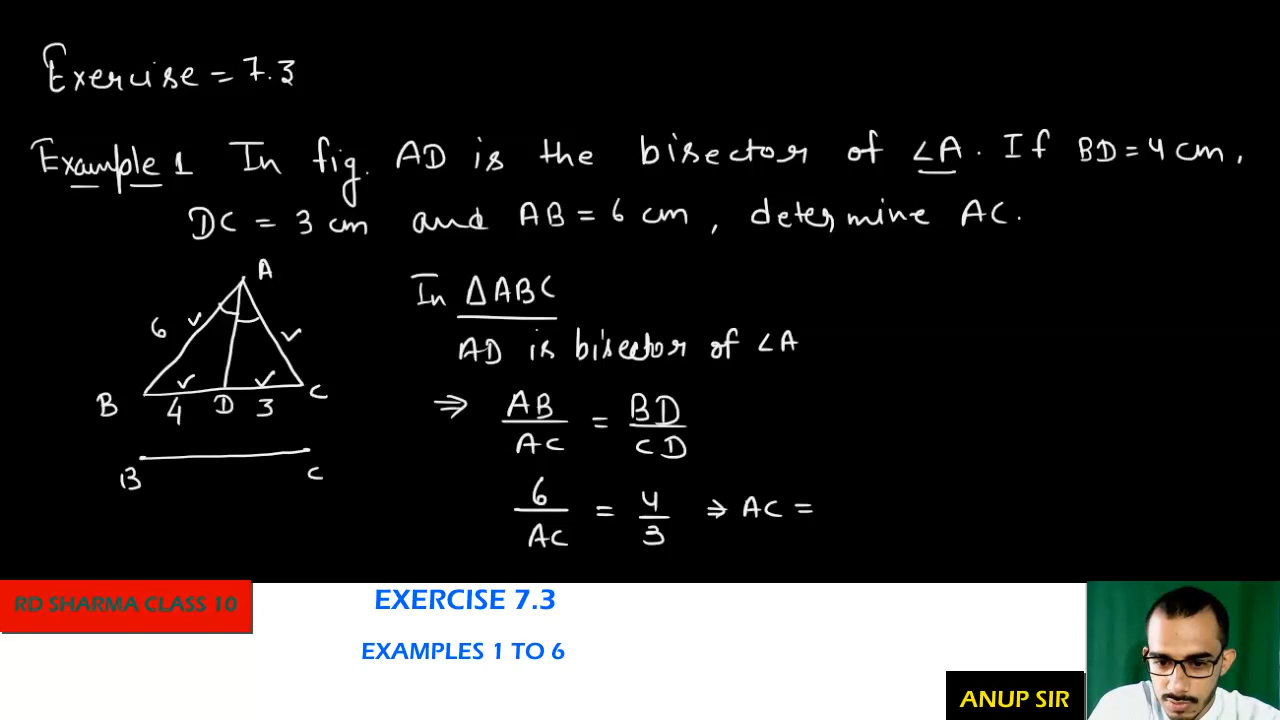 Exercise = 7.3
Example 1 In fig. AD is the bisector of ∠A. If BD = 4 cm,
DC = 3 cm and AB = 6 cm, determine AC.
A
6
B 4 D 3 C
B C
In ΔABC
AD is bisector of ∠A
⇒ AB/AC = BD/CD
6/AC = 4/3 ⇒ AC =
RD SHARMA CLASS 10
EXERCISE 7.3
EXAMPLES 1 TO 6
ANUP SIR